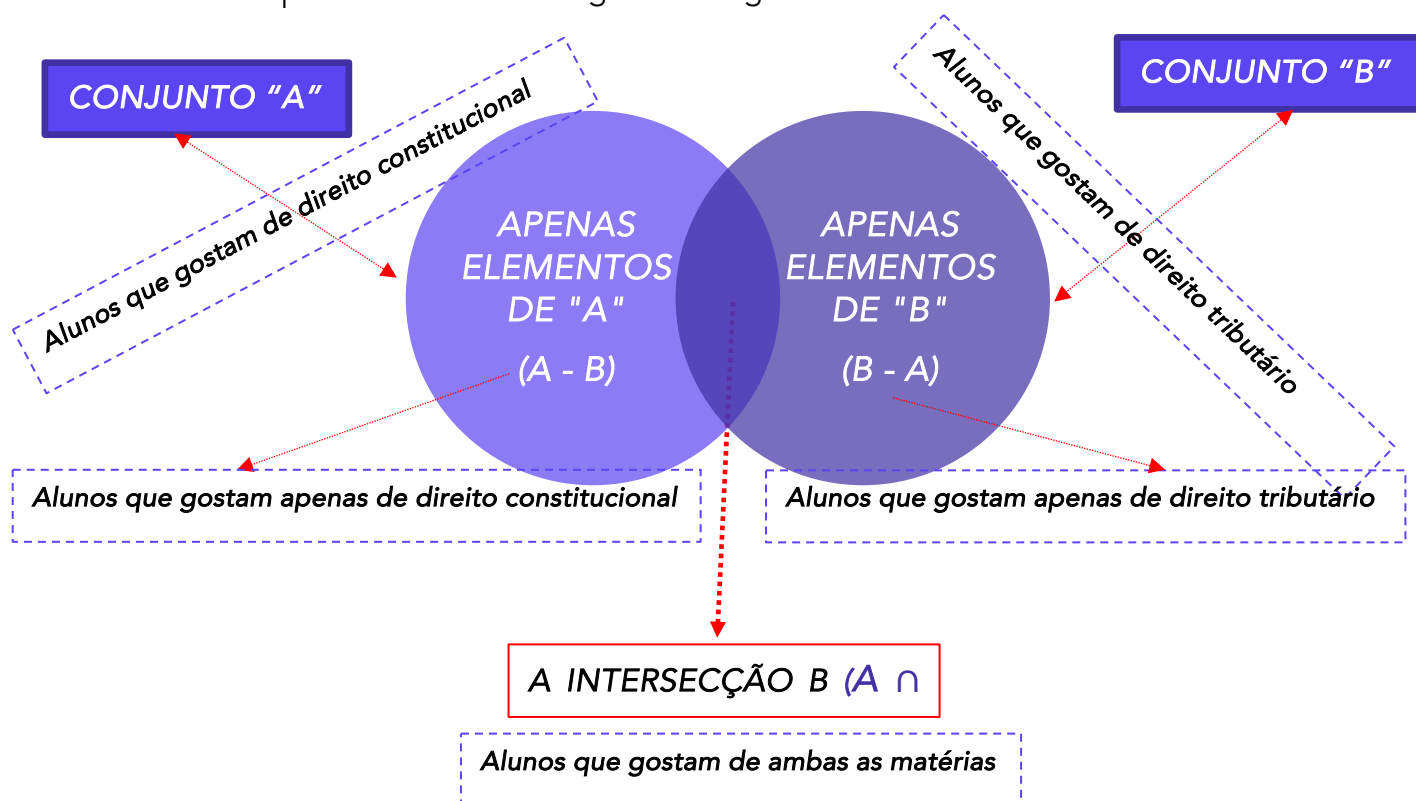 CONJUNTO “A”
CONJUNTO “B”
Alunos que gostam de direito constitucional
Alunos que gostam de direito tributário
APENAS
ELEMENTOS
DE "A"
(A - B)
APENAS
ELEMENTOS
DE "B"
(B - A)
Alunos que gostam apenas de direito constitucional
Alunos que gostam apenas de direito tributário
A INTERSECÇÃO B (A ∩
Alunos que gostam de ambas as matérias